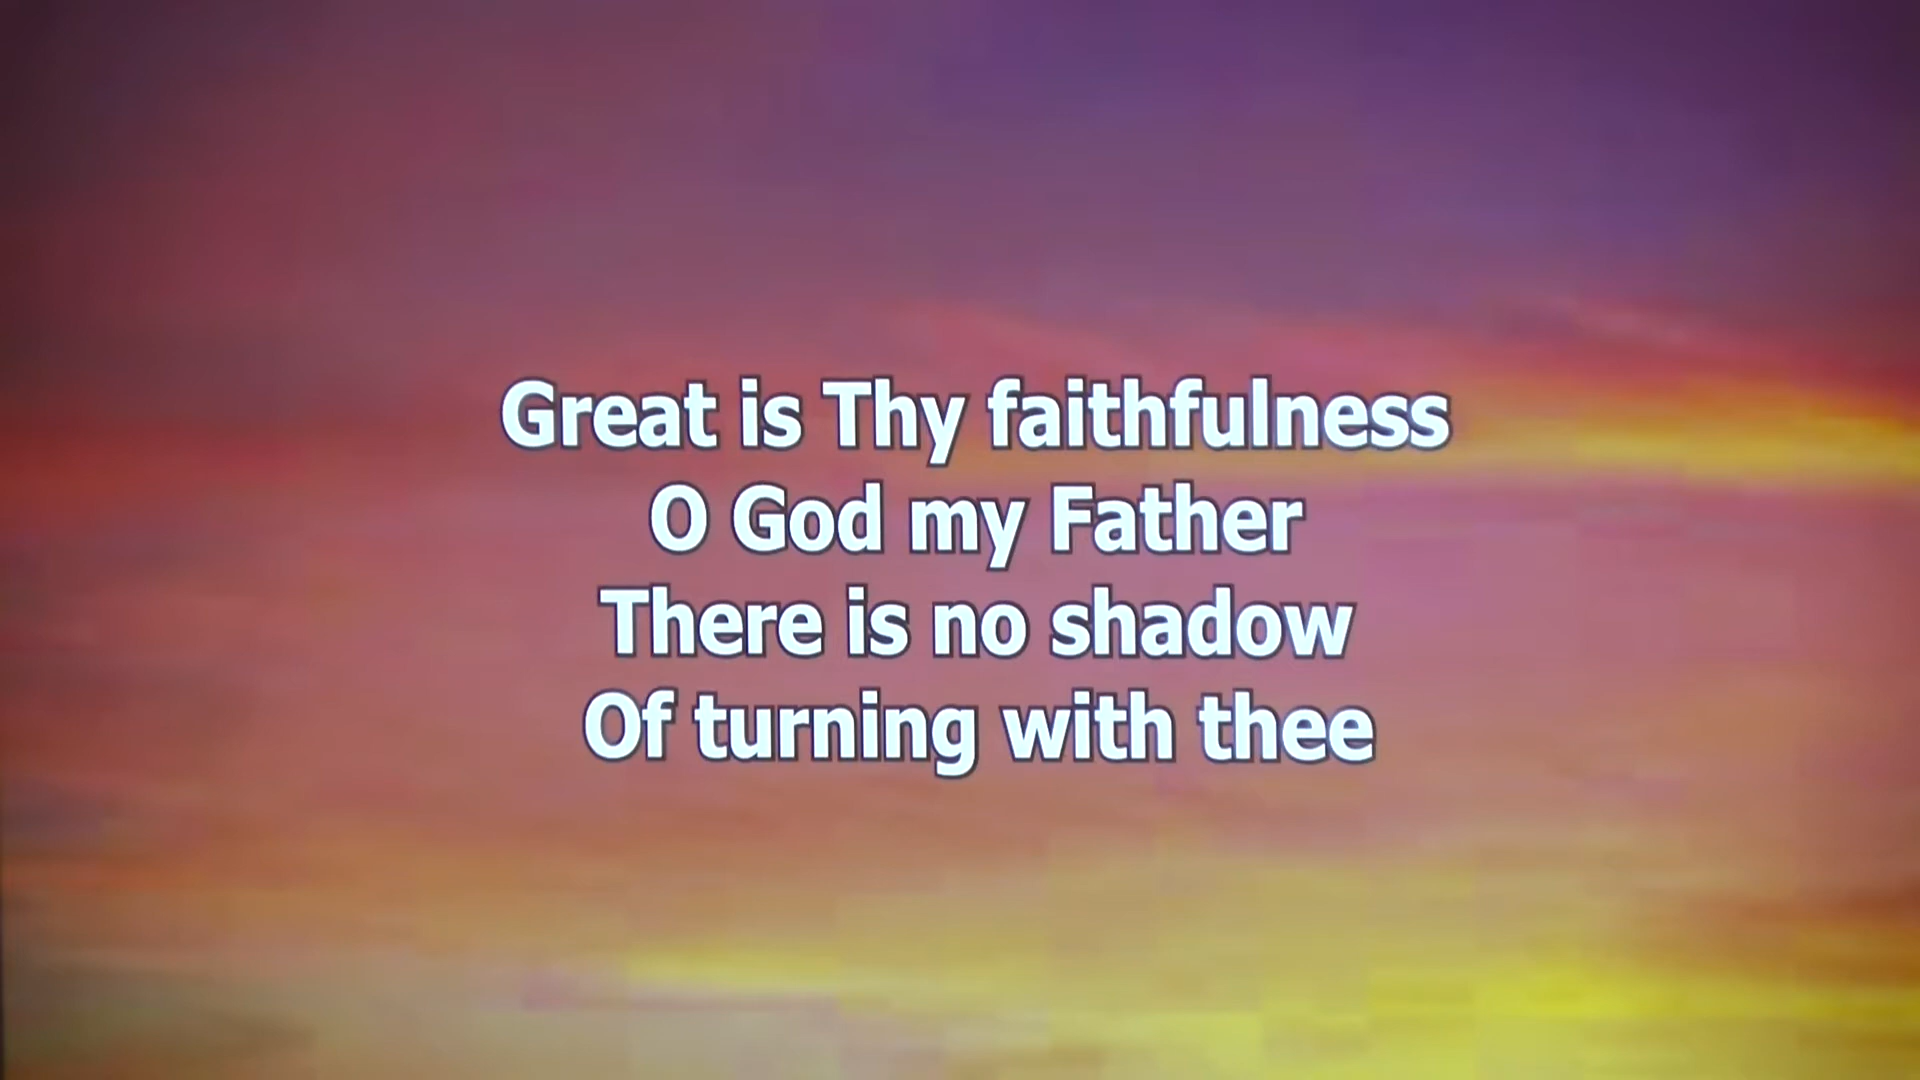 Great is Thy faithfulness
O God my Father
There is no shadow
Of turning with thee